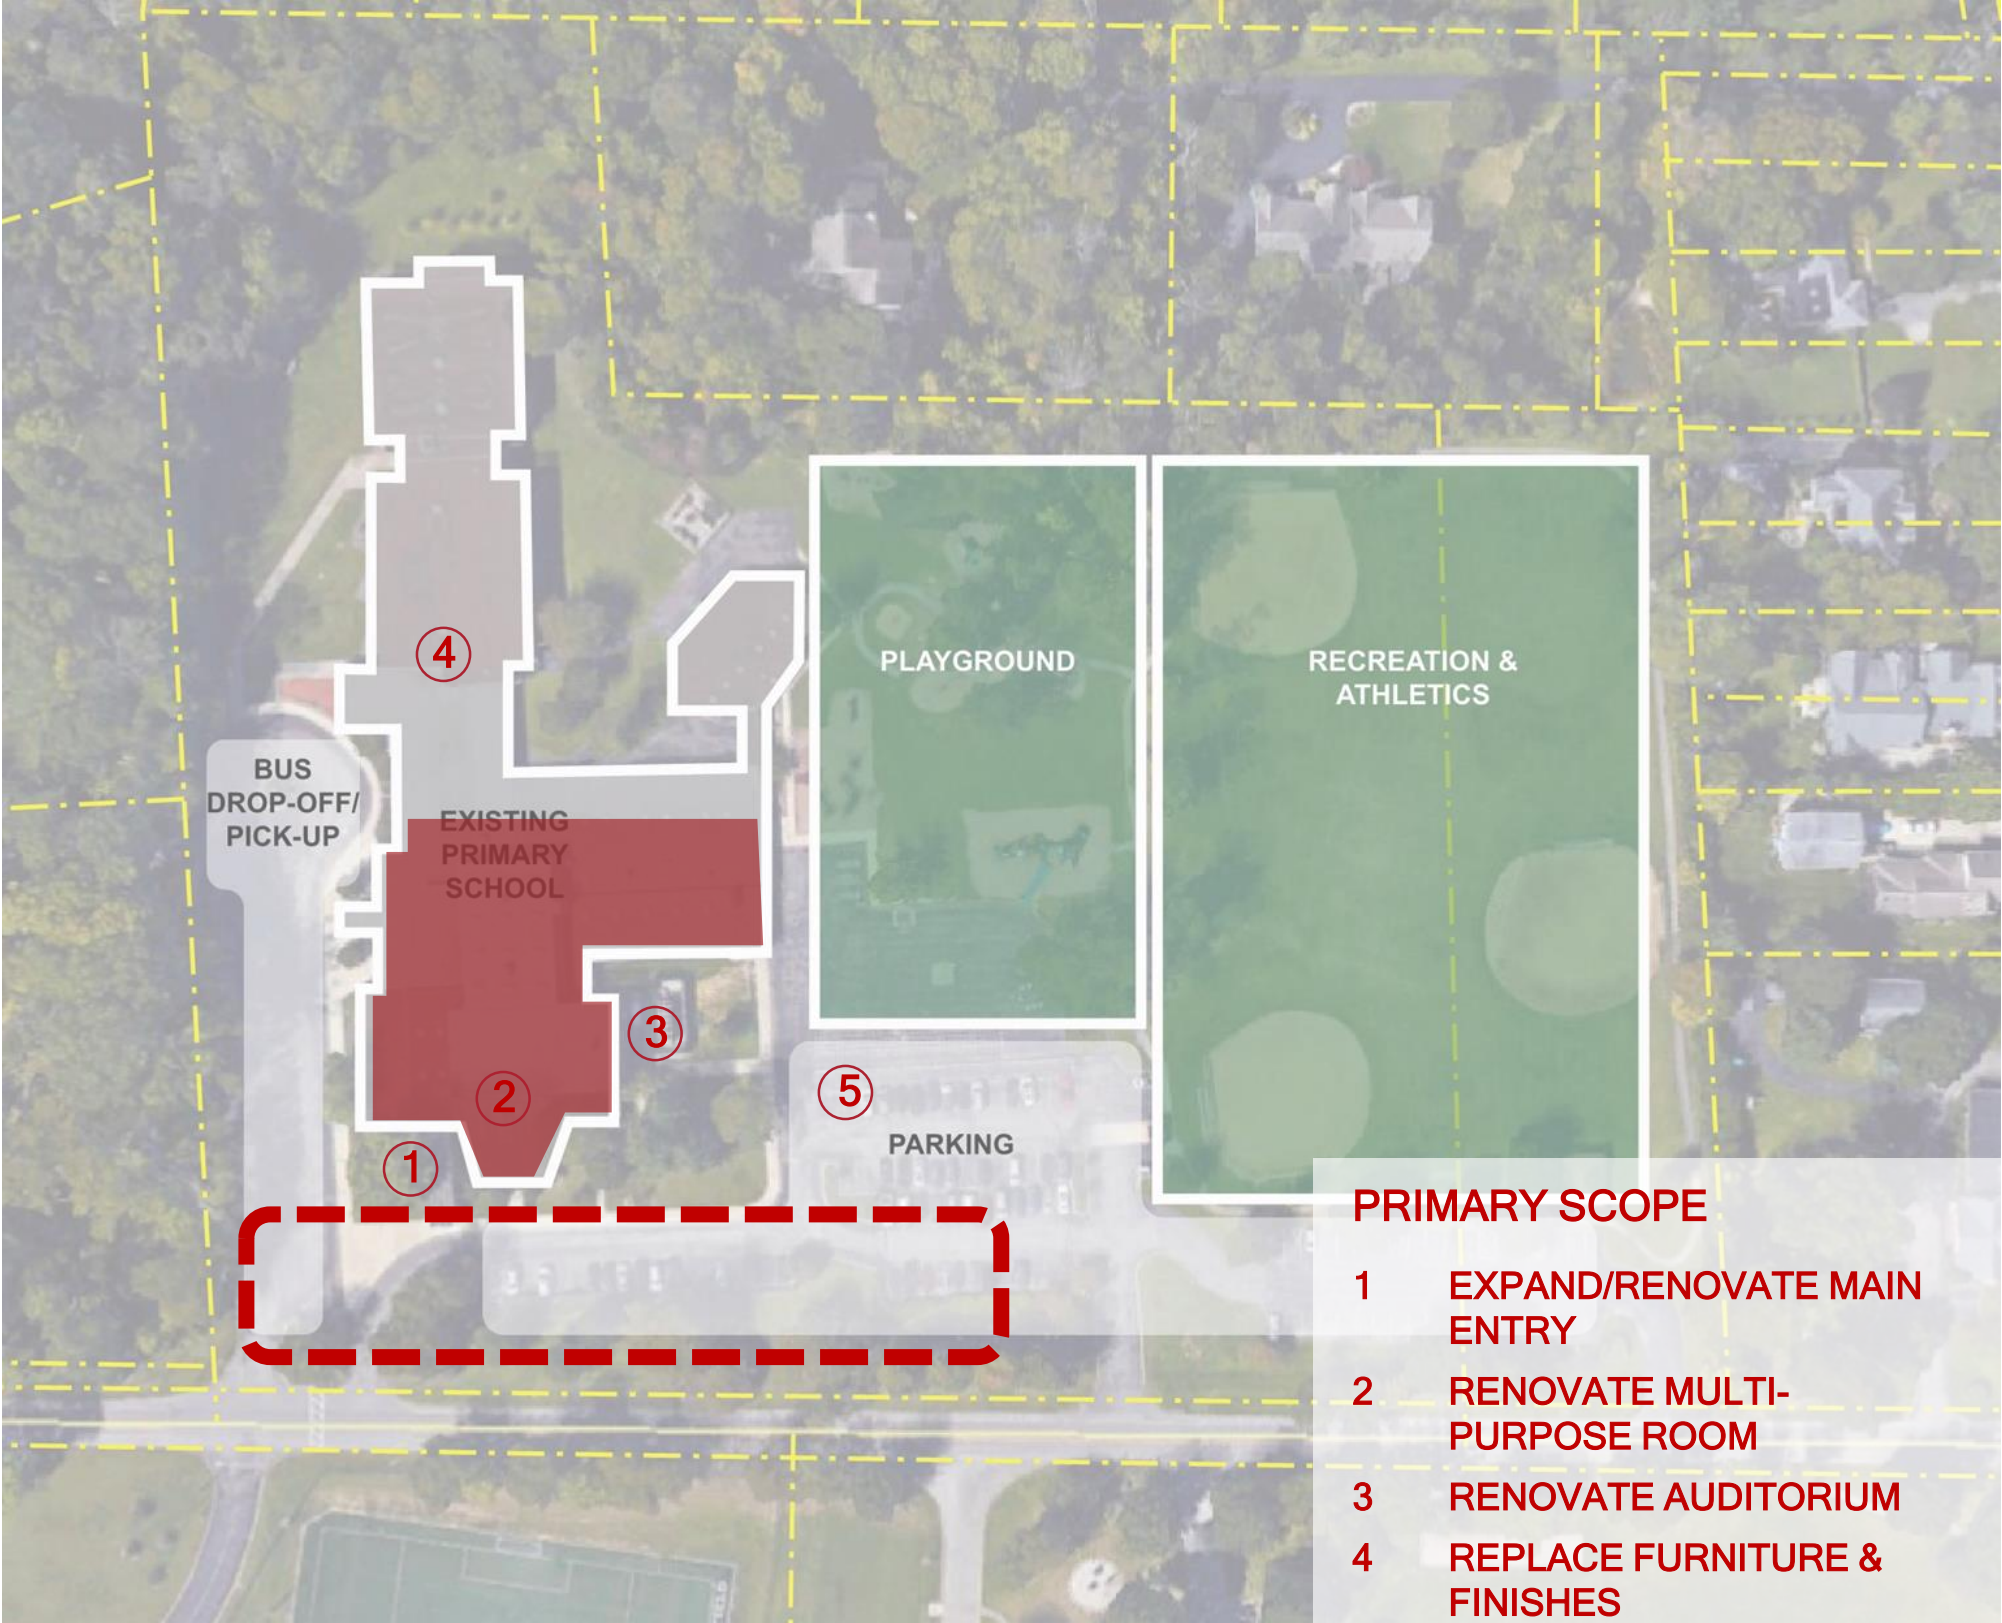 PLAYGROUND
RECREATION &
ATHLETICS
4
BUS
DROP-OFF/
PICK-UP
EXISTING
PRIMARY
SCHOOL
3
2
5
PARKING
1
PRIMARY SCOPE
1 EXPAND/RENOVATE MAIN
ENTRY
2 RENOVATE MULTI-
PURPOSE ROOM
3 RENOVATE AUDITORIUM
4 REPLACE FURNITURE &
FINISHES